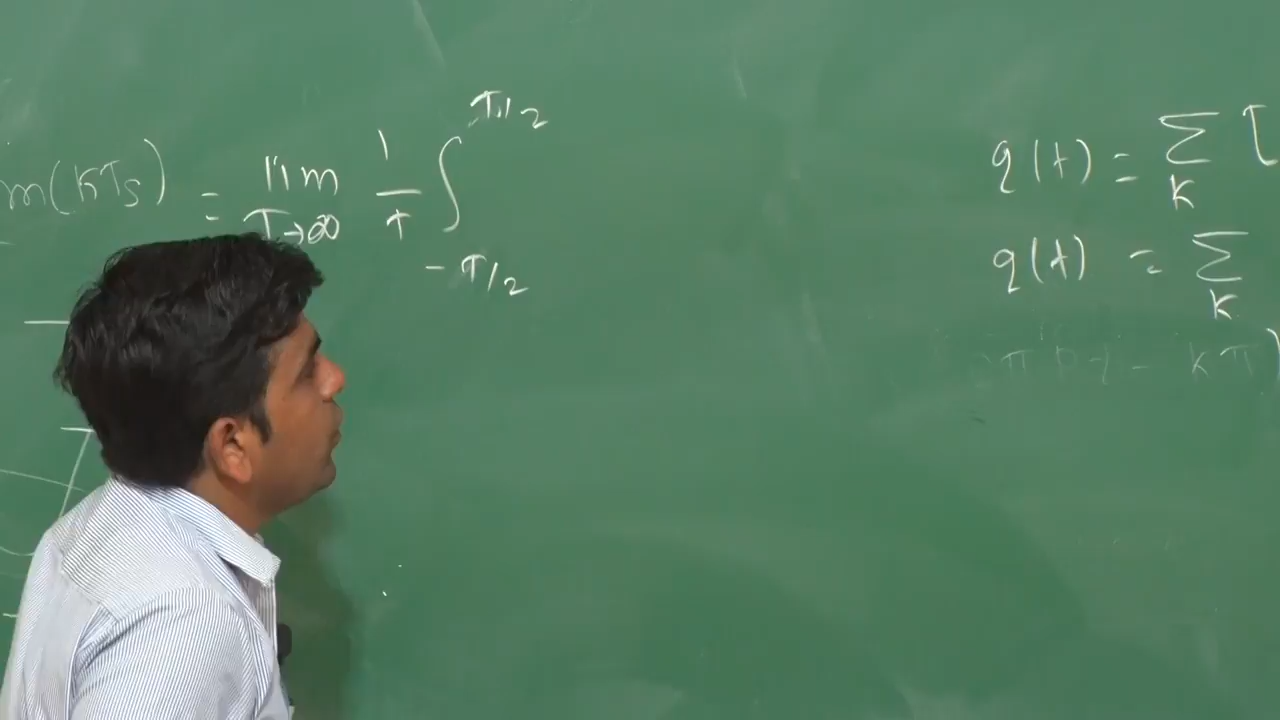 m(kTs) = lim T→∞ 1/T ∫ -T/2 T/2
q(t) = Σ k [
q(t) = Σ k